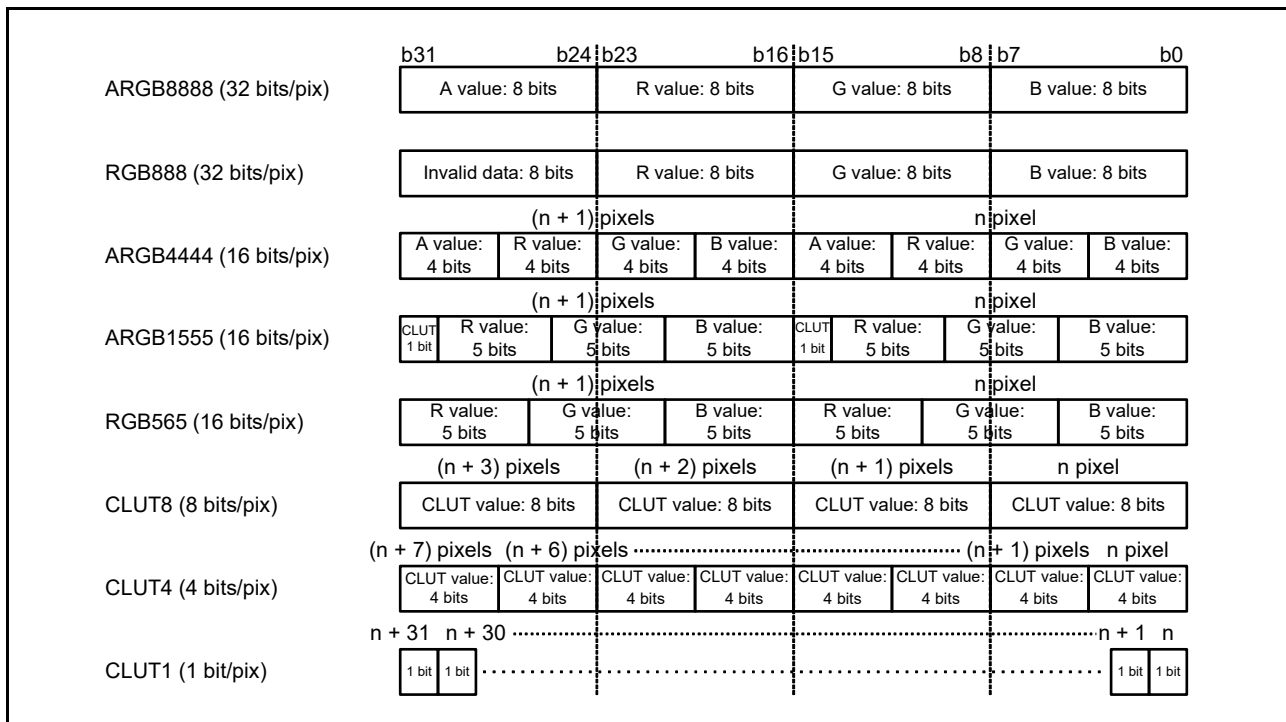 b31 b24 b23 b16 b15 b8 b7 b0
ARGB8888 (32 bits/pix) A value: 8 bits R value: 8 bits G value: 8 bits B value: 8 bits
RGB888 (32 bits/pix) Invalid data: 8 bits R value: 8 bits G value: 8 bits B value: 8 bits
(n + 1) pixels n pixel
ARGB4444 (16 bits/pix) A value: 4 bits R value: 4 bits G value: 4 bits B value: 4 bits A value: 4 bits R value: 4 bits G value: 4 bits B value: 4 bits
(n + 1) pixels n pixel
ARGB1555 (16 bits/pix) CLUT 1 bit R value: 5 bits G value: 5 bits B value: 5 bits CLUT 1 bit R value: 5 bits G value: 5 bits B value: 5 bits
(n + 1) pixels n pixel
RGB565 (16 bits/pix) R value: 5 bits G value: 5 bits B value: 5 bits R value: 5 bits G value: 5 bits B value: 5 bits
(n + 3) pixels (n + 2) pixels (n + 1) pixels n pixel
CLUT8 (8 bits/pix) CLUT value: 8 bits CLUT value: 8 bits CLUT value: 8 bits CLUT value: 8 bits
(n + 7) pixels (n + 6) pixels (n + 1) pixels n pixel
CLUT4 (4 bits/pix) CLUT value: 4 bits CLUT value: 4 bits CLUT value: 4 bits CLUT value: 4 bits CLUT value: 4 bits CLUT value: 4 bits CLUT value: 4 bits CLUT value: 4 bits
n + 31 n + 30 n + 1 n
CLUT1 (1 bit/pix) 1 bit 1 bit 1 bit 1 bit